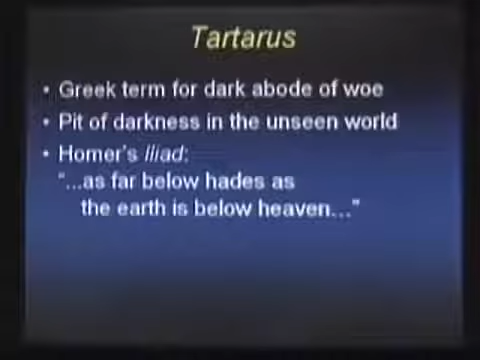 Tartarus
• Greek term for dark abode of woe
• Pit of darkness in the unseen world
• Homer's Iliad:
"...as far below hades as
the earth is below heaven..."